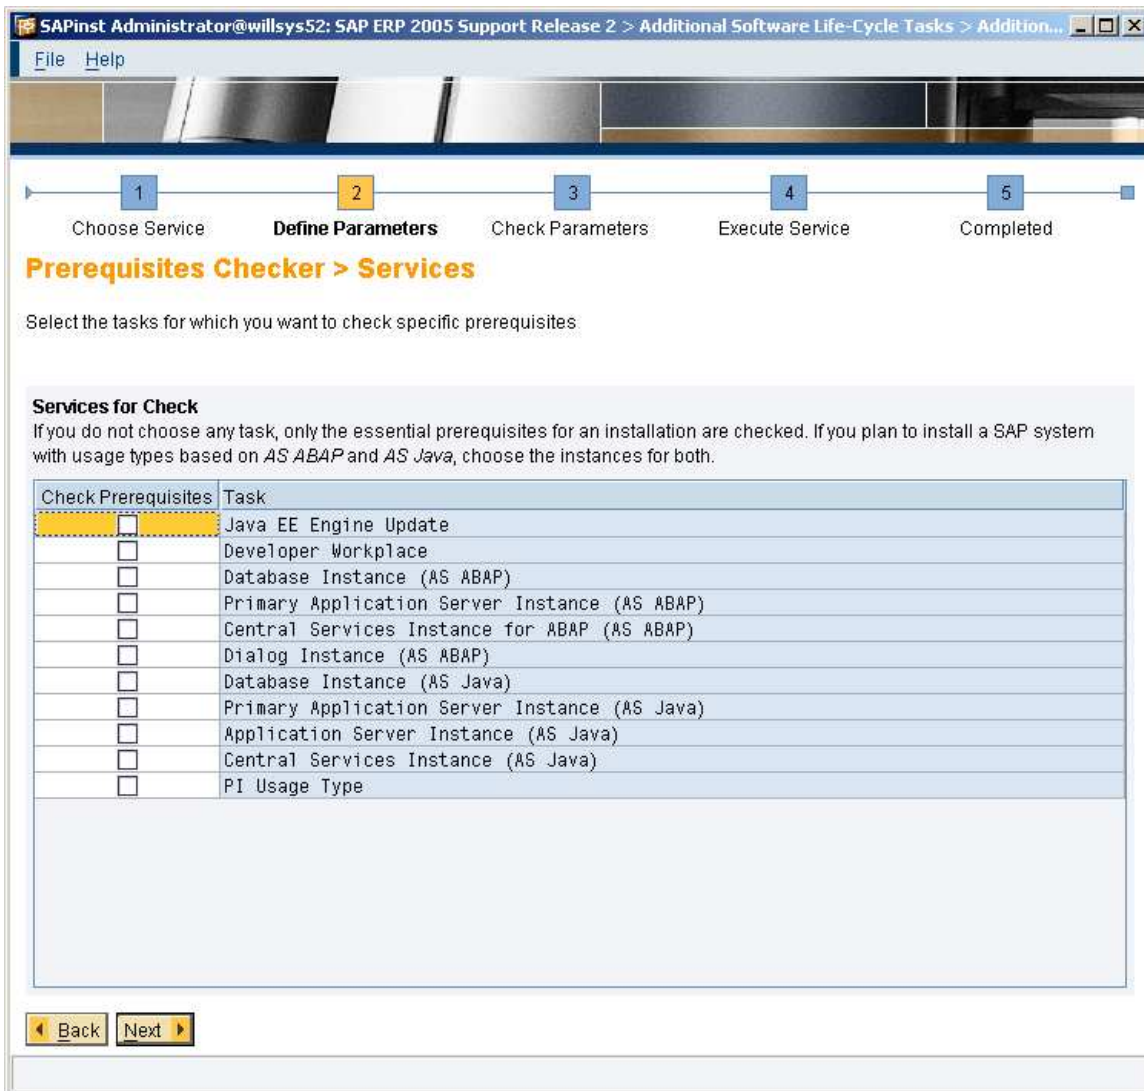 SAPinst Administrator@willsys52: SAP ERP 2005 Support Release 2 > Additional Software Life-Cycle Tasks > Addition...
File Help
1 2 3 4 5
Choose Service Define Parameters Check Parameters Execute Service Completed
Prerequisites Checker > Services
Select the tasks for which you want to check specific prerequisites
Services for Check
If you do not choose any task, only the essential prerequisites for an installation are checked. If you plan to install a SAP system
with usage types based on AS ABAP and AS Java, choose the instances for both.
Check Prerequisites Task
Java EE Engine Update
Developer Workplace
Database Instance (AS ABAP)
Primary Application Server Instance (AS ABAP)
Central Services Instance for ABAP (AS ABAP)
Dialog Instance (AS ABAP)
Database Instance (AS Java)
Primary Application Server Instance (AS Java)
Application Server Instance (AS Java)
Central Services Instance (AS Java)
PI Usage Type
Back Next